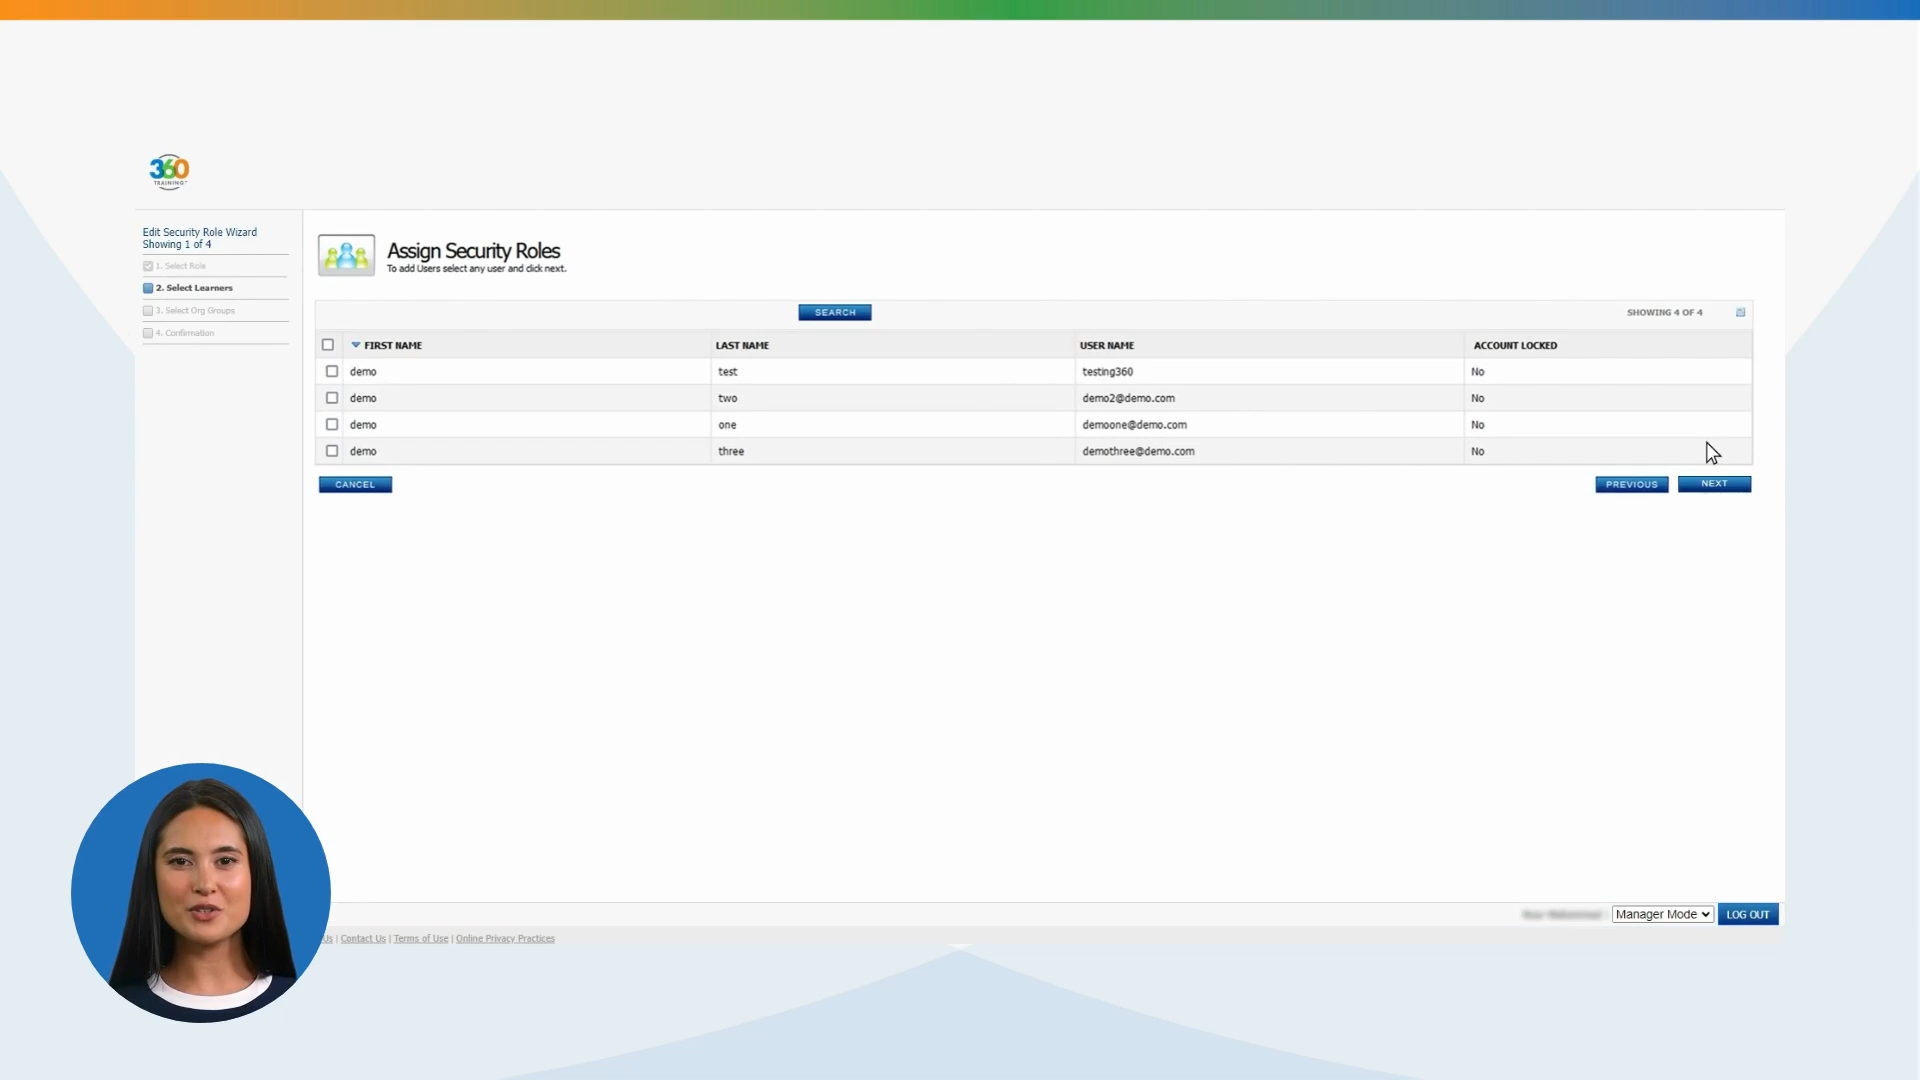 360
TRAINING
Edit Security Role Wizard
Showing 1 of 4
1. Select Role
2. Select Learners
3. Select Org Groups
4. Confirmation
Assign Security Roles
To add Users select any user and click next.
SEARCH
SHOWING 4 OF 4
FIRST NAME LAST NAME USER NAME ACCOUNT LOCKED
demo test testing360 No
demo two demo2@demo.com No
demo one demoone@demo.com No
demo three demothree@demo.com No
CANCEL PREVIOUS NEXT
Manager Mode LOG OUT
Us | Contact Us | Terms of Use | Online Privacy Practices